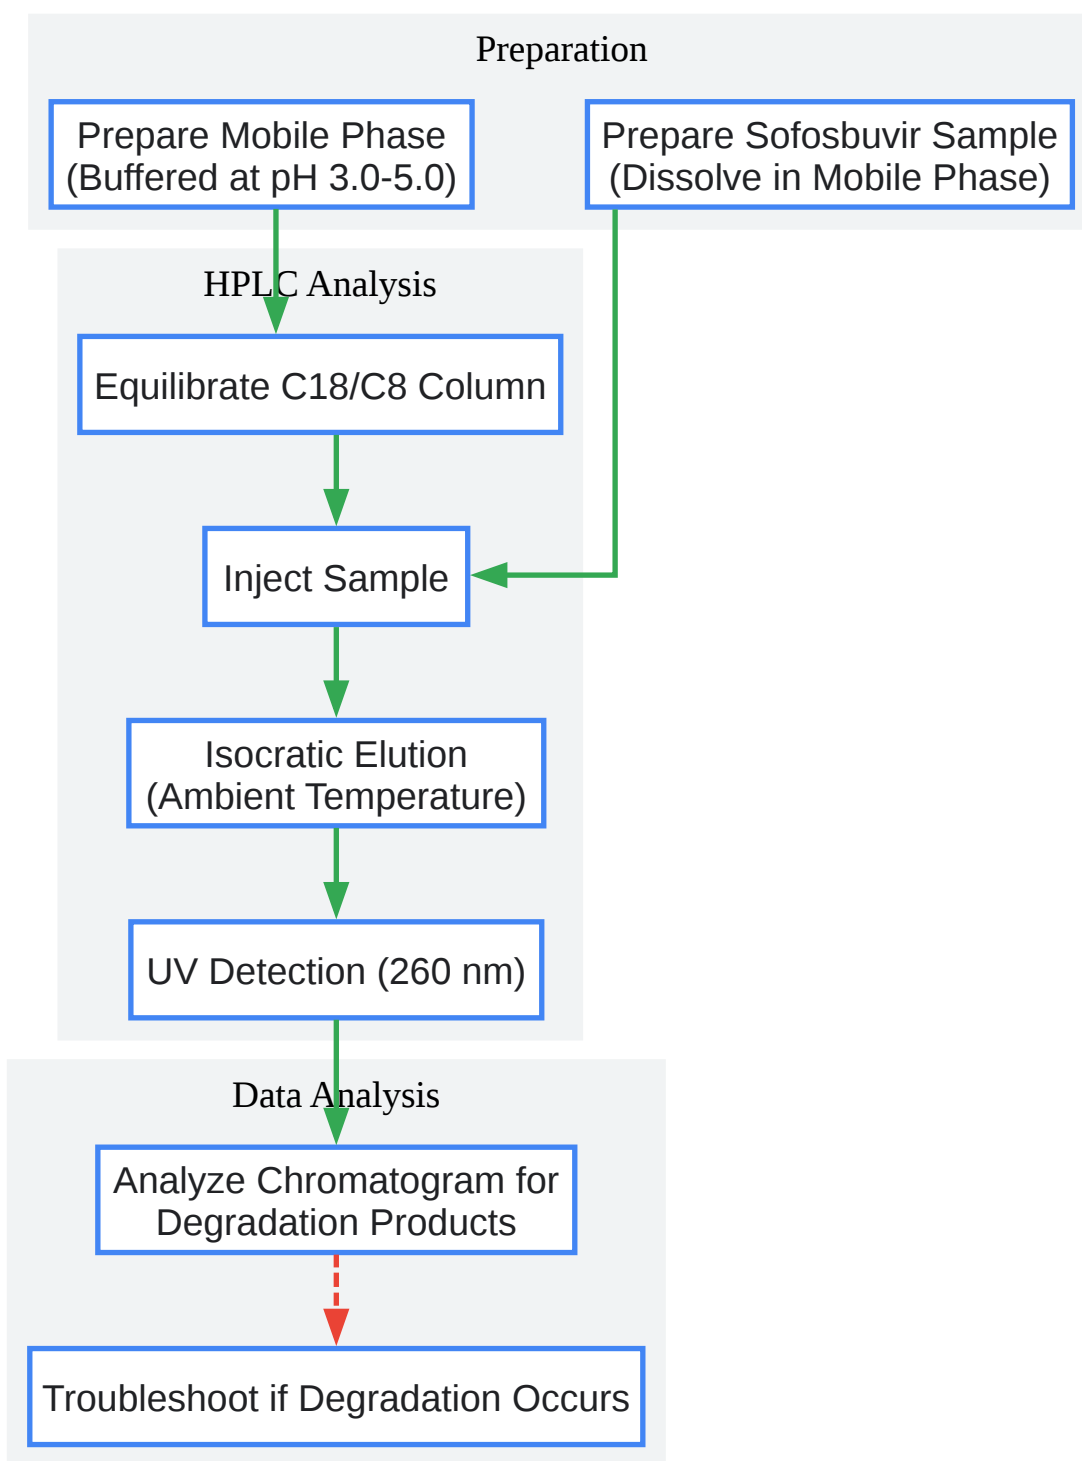 Preparation
Prepare Mobile Phase
(Buffered at pH 3.0-5.0)
Prepare Sofosbuvir Sample
(Dissolve in Mobile Phase)
HPLC Analysis
Equilibrate C18/C8 Column
Inject Sample
Isocratic Elution
(Ambient Temperature)
UV Detection (260 nm)
Data Analysis
Analyze Chromatogram for
Degradation Products
Troubleshoot if Degradation Occurs